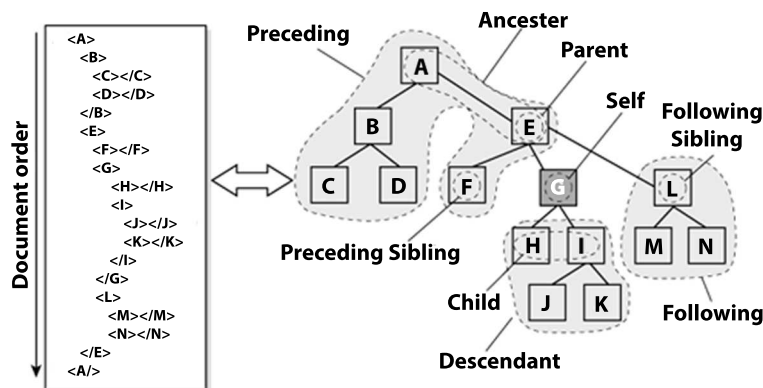 Document order
<A>
<B>
<C></C>
<D></D>
</B>
<E>
<F></F>
<G>
<H></H>
<I>
<J></J>
<K></K>
</I>
</G>
<L>
<M></M>
<N></N>
</E>
<A/>
Preceding
Ancester
Parent
Self
Following
Sibling
A
B
E
C
D
F
G
L
Preceding Sibling
H
I
M
N
Child
J
K
Following
Descendant